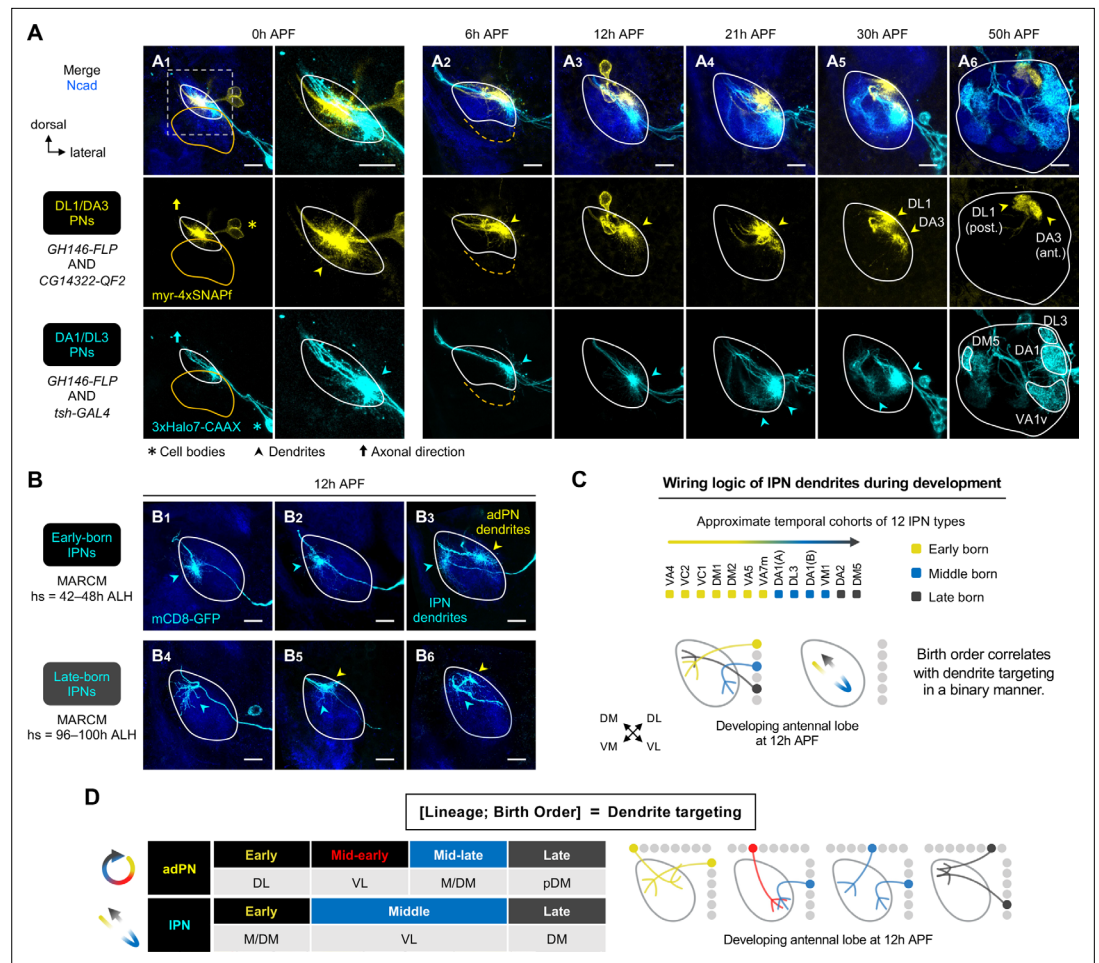 A
0h APF
6h APF
12h APF
21h APF
30h APF
50h APF
Merge
Ncad
dorsal
lateral
A1
A2
A3
A4
A5
A6
DL1/DA3
PNs
GH146-FLP
AND
CG14322-QF2
myr-4xSNAPf
DL1
DA3
DL1
(post.)
DA3
(ant.)
DA1/DL3
PNs
GH146-FLP
AND
tsh-GAL4
3xHalo7-CAAX
DM5
DL3
DA1
VA1v
* Cell bodies
Dendrites
Axonal direction
B
12h APF
Early-born
lPNs
MARCM
hs = 42–48h ALH
B1
mCD8-GFP
B2
B3
adPN
dendrites
lPN
dendrites
Late-born
lPNs
MARCM
hs = 96–100h ALH
B4
B5
B6
C
Wiring logic of lPN dendrites during development
Approximate temporal cohorts of 12 lPN types
VA4
VC2
VC1
DM1
DM2
VA5
VA7m
DA1(A)
DL3
DA1(B)
VM1
DA2
DM5
Early born
Middle born
Late born
Birth order correlates
with dendrite targeting
in a binary manner.
DM DL
VM VL
Developing antennal lobe
at 12h APF
D
[Lineage; Birth Order] = Dendrite targeting
adPN
Early Mid-early Mid-late Late
DL VL M/DM pDM
lPN
Early Middle Late
M/DM VL DM
Developing antennal lobe at 12h APF